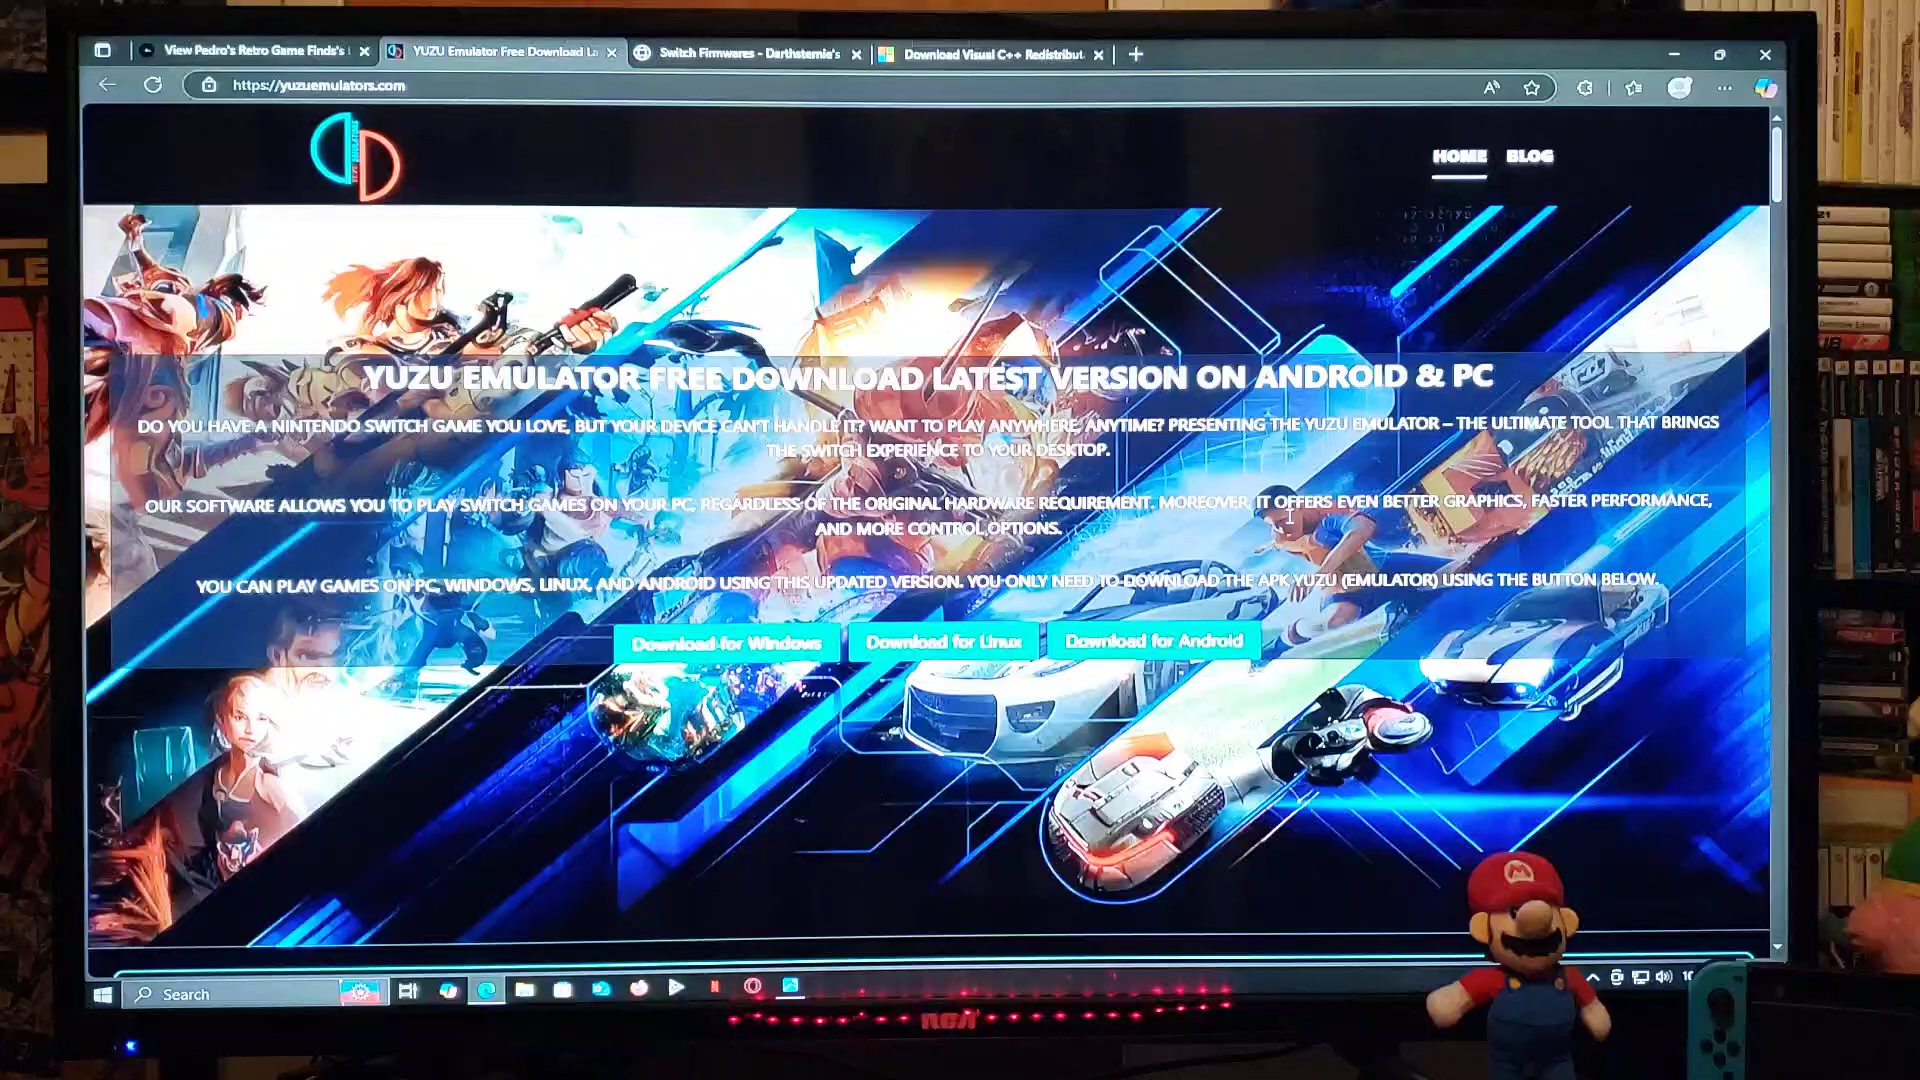 View Pedro's Retro Game Finds's
YUZU Emulator Free Download La
Switch Firmwares - Darthsternie's
Download Visual C++ Redistribut
https://yuzuemulators.com
HOME BLOG
YUZU EMULATOR FREE DOWNLOAD LATEST VERSION ON ANDROID & PC
DO YOU HAVE A NINTENDO SWITCH GAME YOU LOVE, BUT YOUR DEVICE CAN'T HANDLE IT? WANT TO PLAY ANYWHERE, ANYTIME? PRESENTING THE YUZU EMULATOR – THE ULTIMATE TOOL THAT BRINGS
THE SWITCH EXPERIENCE TO YOUR DESKTOP.
OUR SOFTWARE ALLOWS YOU TO PLAY SWITCH GAMES ON YOUR PC, REGARDLESS OF THE ORIGINAL HARDWARE REQUIREMENT. MOREOVER, IT OFFERS EVEN BETTER GRAPHICS, FASTER PERFORMANCE,
AND MORE CONTROL OPTIONS.
YOU CAN PLAY GAMES ON PC, WINDOWS, LINUX, AND ANDROID USING THIS UPDATED VERSION. YOU ONLY NEED TO DOWNLOAD THE APK YUZU (EMULATOR) USING THE BUTTON BELOW.
Download for Windows
Download for Linux
Download for Android
Search
RCA
M